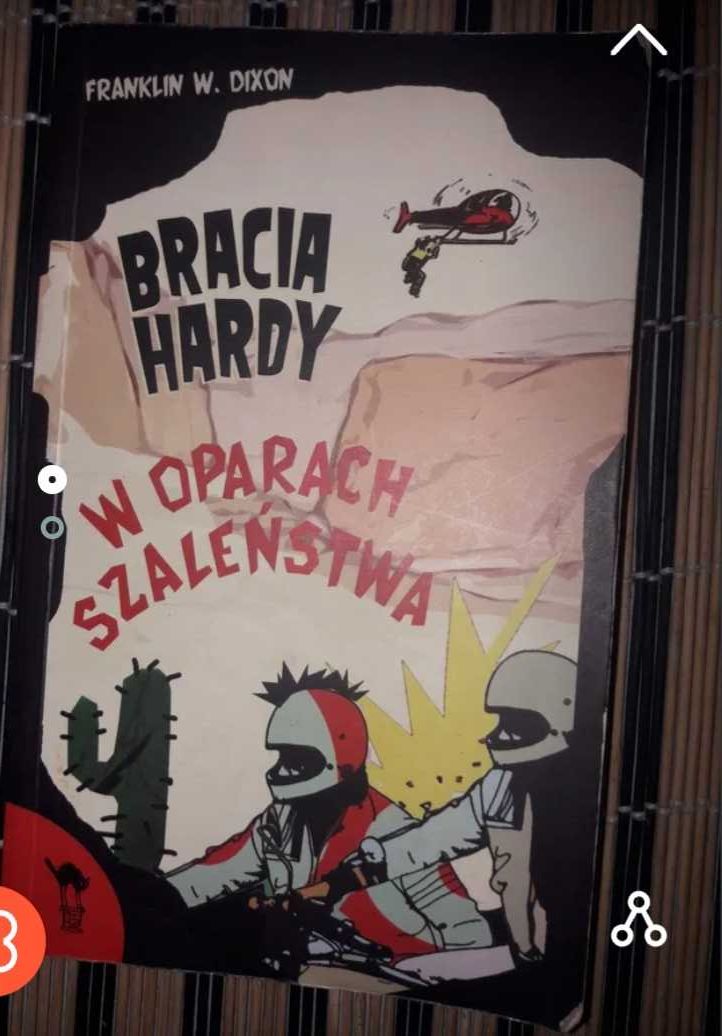 FRANKLIN W. DIXON
BRACIA
HARDY
W OPARACH
SZALEŃSTWA